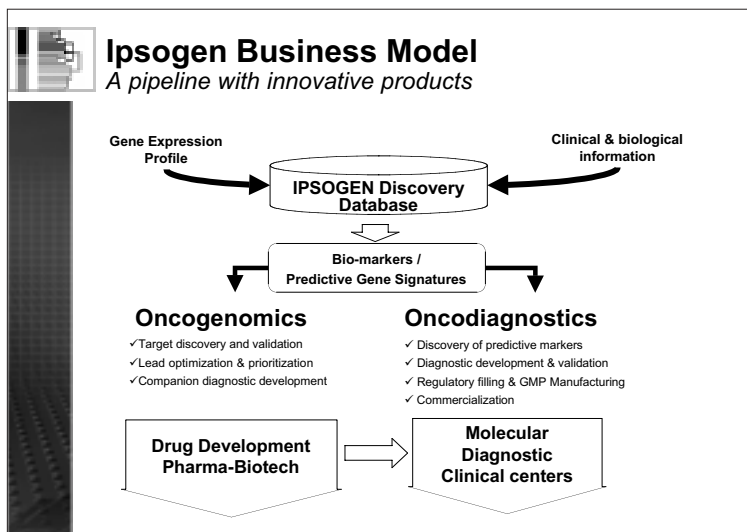 Ipsogen Business Model
A pipeline with innovative products
Gene Expression
Profile
Clinical & biological
information
IPSOGEN Discovery
Database
Bio-markers /
Predictive Gene Signatures
Oncogenomics
✓Target discovery and validation
✓Lead optimization & prioritization
✓Companion diagnostic development
Oncodiagnostics
✓ Discovery of predictive markers
✓ Diagnostic development & validation
✓ Regulatory filling & GMP Manufacturing
✓ Commercialization
Drug Development
Pharma-Biotech
Molecular
Diagnostic
Clinical centers